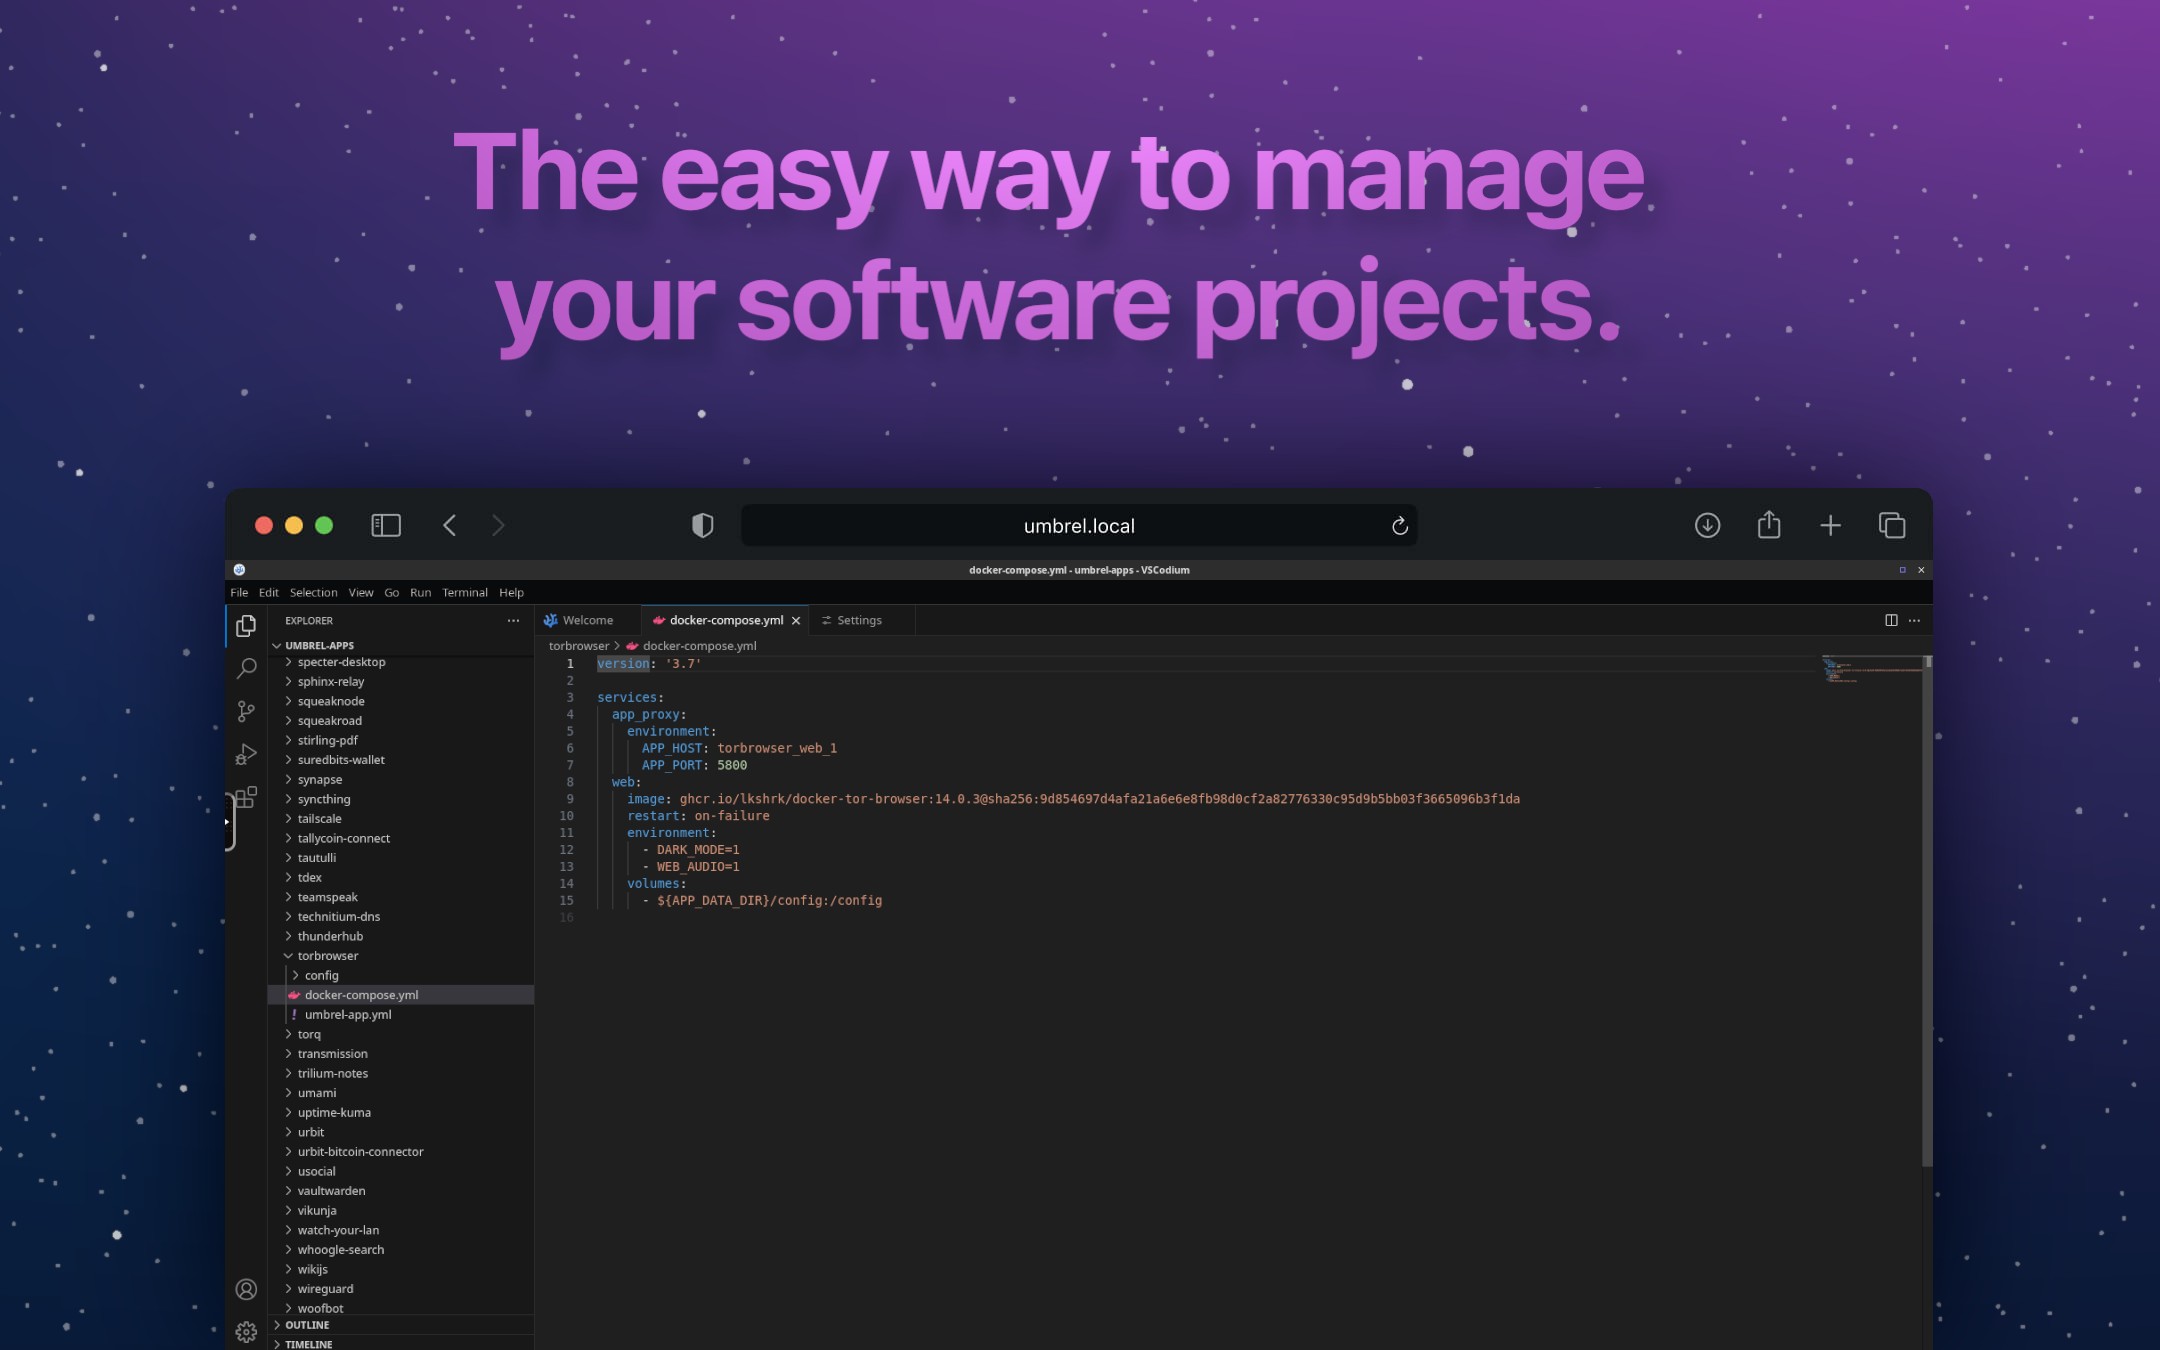 The easy way to manage
your software projects.
umbrel.local
docker-compose.yml - umbrel-apps - VSCodium
File Edit Selection View Go Run Terminal Help
EXPLORER
UMBREL-APPS
specter-desktop
sphinx-relay
squeaknode
squeakroad
stirling-pdf
suredbits-wallet
synapse
syncthing
tailscale
tallycoin-connect
tautulli
tdex
teamspeak
technitium-dns
thunderhub
torbrowser
config
docker-compose.yml
umbrel-app.yml
torq
transmission
trilium-notes
umami
uptime-kuma
urbit
urbit-bitcoin-connector
usocial
vaultwarden
vikunja
watch-your-lan
whoogle-search
wikijs
wireguard
woofbot
OUTLINE
TIMELINE
Welcome docker-compose.yml Settings
torbrowser > docker-compose.yml
1 version: '3.7'
2
3 services:
4 app_proxy:
5 environment:
6 APP_HOST: torbrowser_web_1
7 APP_PORT: 5800
8 web:
9 image: ghcr.io/lkshrk/docker-tor-browser:14.0.3@sha256:9d854697d4afa21a6e6e8fb98d0cf2a82776330c95d9b5bb03f3665096b3f1da
10 restart: on-failure
11 environment:
12 - DARK_MODE=1
13 - WEB_AUDIO=1
14 volumes:
15 - ${APP_DATA_DIR}/config:/config
16